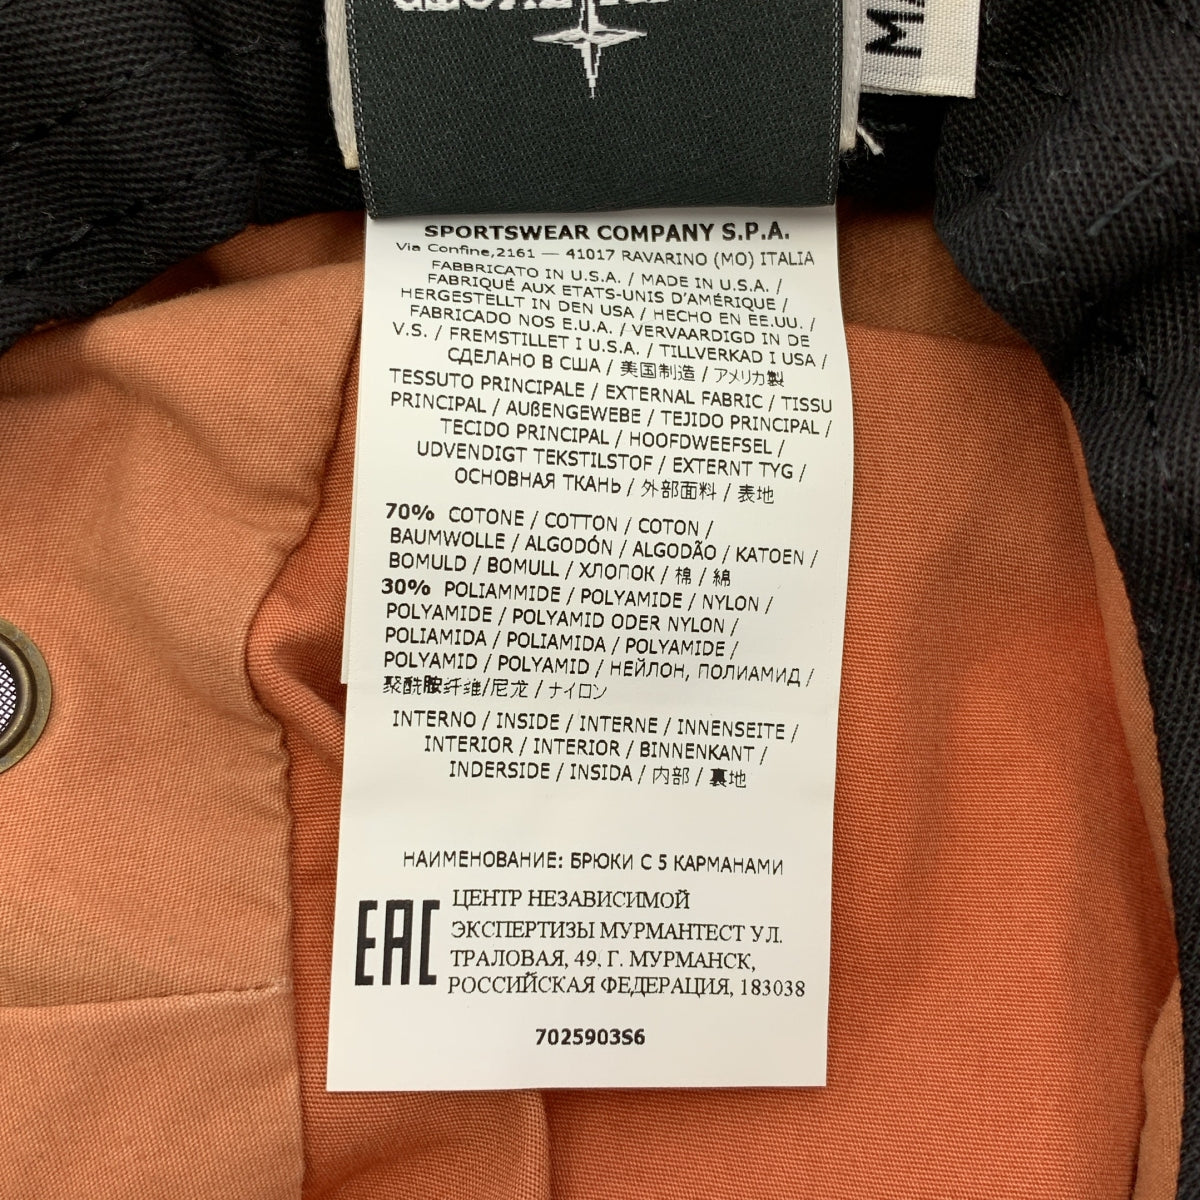 MA
SPORTSWEAR COMPANY S.P.A.
Via Confine,2161 — 41017 RAVARINO (MO) ITALIA
FABBRICATO IN U.S.A. / MADE IN U.S.A. /
FABRIQUÉ AUX ETATS-UNIS D'AMÉRIQUE /
HERGESTELLT IN DEN USA / HECHO EN EE.UU. /
FABRICADO NOS E.U.A. / VERVAARDIGD IN DE
V.S. / FREMSTILLET I U.S.A. / TILLVERKAD I USA /
СДЕЛАНО В США / 美国制造 / アメリカ製
TESSUTO PRINCIPALE / EXTERNAL FABRIC / TISSU
PRINCIPAL / AUßENGEWEBE / TEJIDO PRINCIPAL /
TECIDO PRINCIPAL / HOOFDWEEFSEL /
UDVENDIGT TEKSTILSTOF / EXTERNT TYG /
ОСНОВНАЯ ТКАНЬ / 外部面料 / 表地
70% COTONE / COTTON / COTON /
BAUMWOLLE / ALGODÓN / ALGODÃO / KATOEN /
BOMULD / BOMULL / ХЛОПОК / 棉 / 綿
30% POLIAMMIDE / POLYAMIDE / NYLON /
POLYAMIDE / POLYAMID ODER NYLON /
POLIAMIDA / POLIAMIDA / POLYAMIDE /
POLYAMID / POLYAMID / НЕЙЛОН, ПОЛИАМИД /
聚酰胺纤维/尼龙 / ナイロン
INTERNO / INSIDE / INTERNE / INNENSEITE /
INTERIOR / INTERIOR / BINNENKANT /
INDERSIDE / INSIDA / 内部 / 裏地
НАИМЕНОВАНИЕ: БРЮКИ С 5 КАРМАНАМИ
EAC ЦЕНТР НЕЗАВИСИМОЙ
ЭКСПЕРТИЗЫ МУРМАНТЕСТ УЛ.
ТРАЛОВАЯ, 49, Г. МУРМАНСК,
РОССИЙСКАЯ ФЕДЕРАЦИЯ, 183038
7025903S6